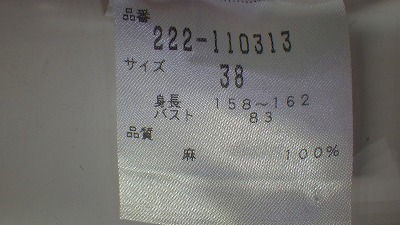 品番
222-110313
サイズ
38
身長 158～162
バスト 83
品質
麻 100%